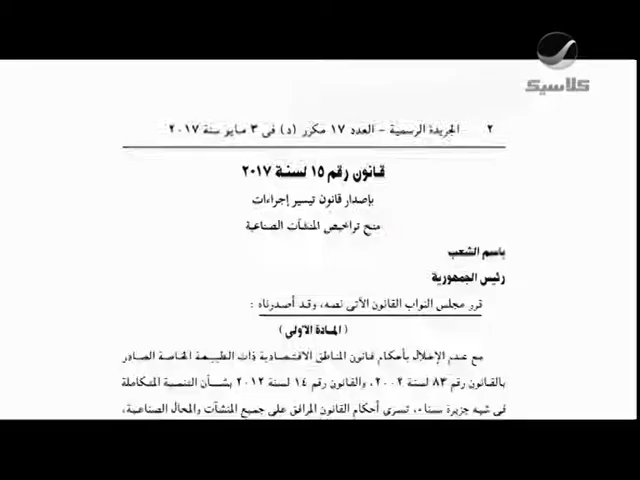 كلاسيك
٢ الجريدة الرسمية - العدد ١٧ مكرر (د) فى ٣ مايو سنة ٢٠١٧
قانون رقم ١٥ لسنة ٢٠١٧
بإصدار قانون تيسير إجراءات
منح تراخيص المنشآت الصناعية
باسم الشعب
رئيس الجمهورية
قرر مجلس النواب القانون الآتى نصه، وقد أصدرناه :
( المادة الأولى )
مع عدم الإخلال بأحكام قانون المناطق الاقتصادية ذات الطبيعة الخاصة الصادر
بالقانون رقم ٨٣ لسنة ٢٠٠٢، والقانون رقم ١٤ لسنة ٢٠١٢ بشأن التنمية المتكاملة
فى شبه جزيرة سيناء، تسرى أحكام القانون المرافق على جميع المنشآت والمحال الصناعية،